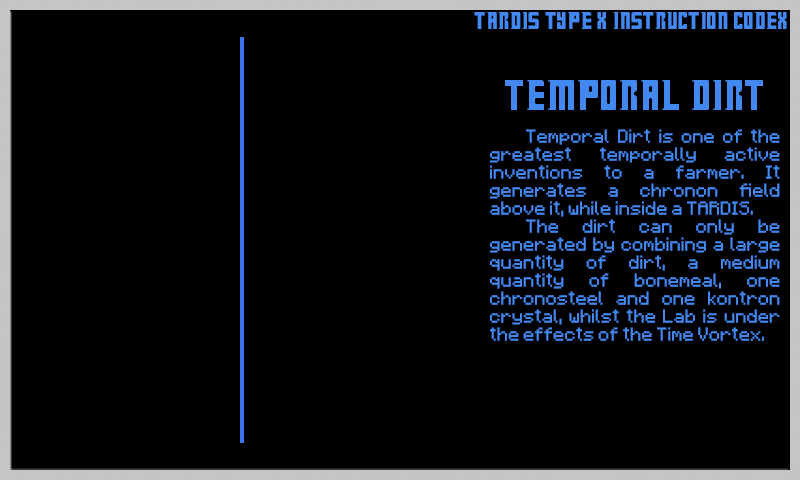 TARDIS TYPE X INSTRUCTION CODEX
TEMPORAL DIRT
Temporal Dirt is one of the
greatest temporally active
inventions to a farmer. It
generates a chronon field
above it, while inside a TARDIS.
The dirt can only be
generated by combining a large
quantity of dirt, a medium
quantity of bonemeal, one
chronosteel and one kontron
crystal, whilst the Lab is under
the effects of the Time Vortex.